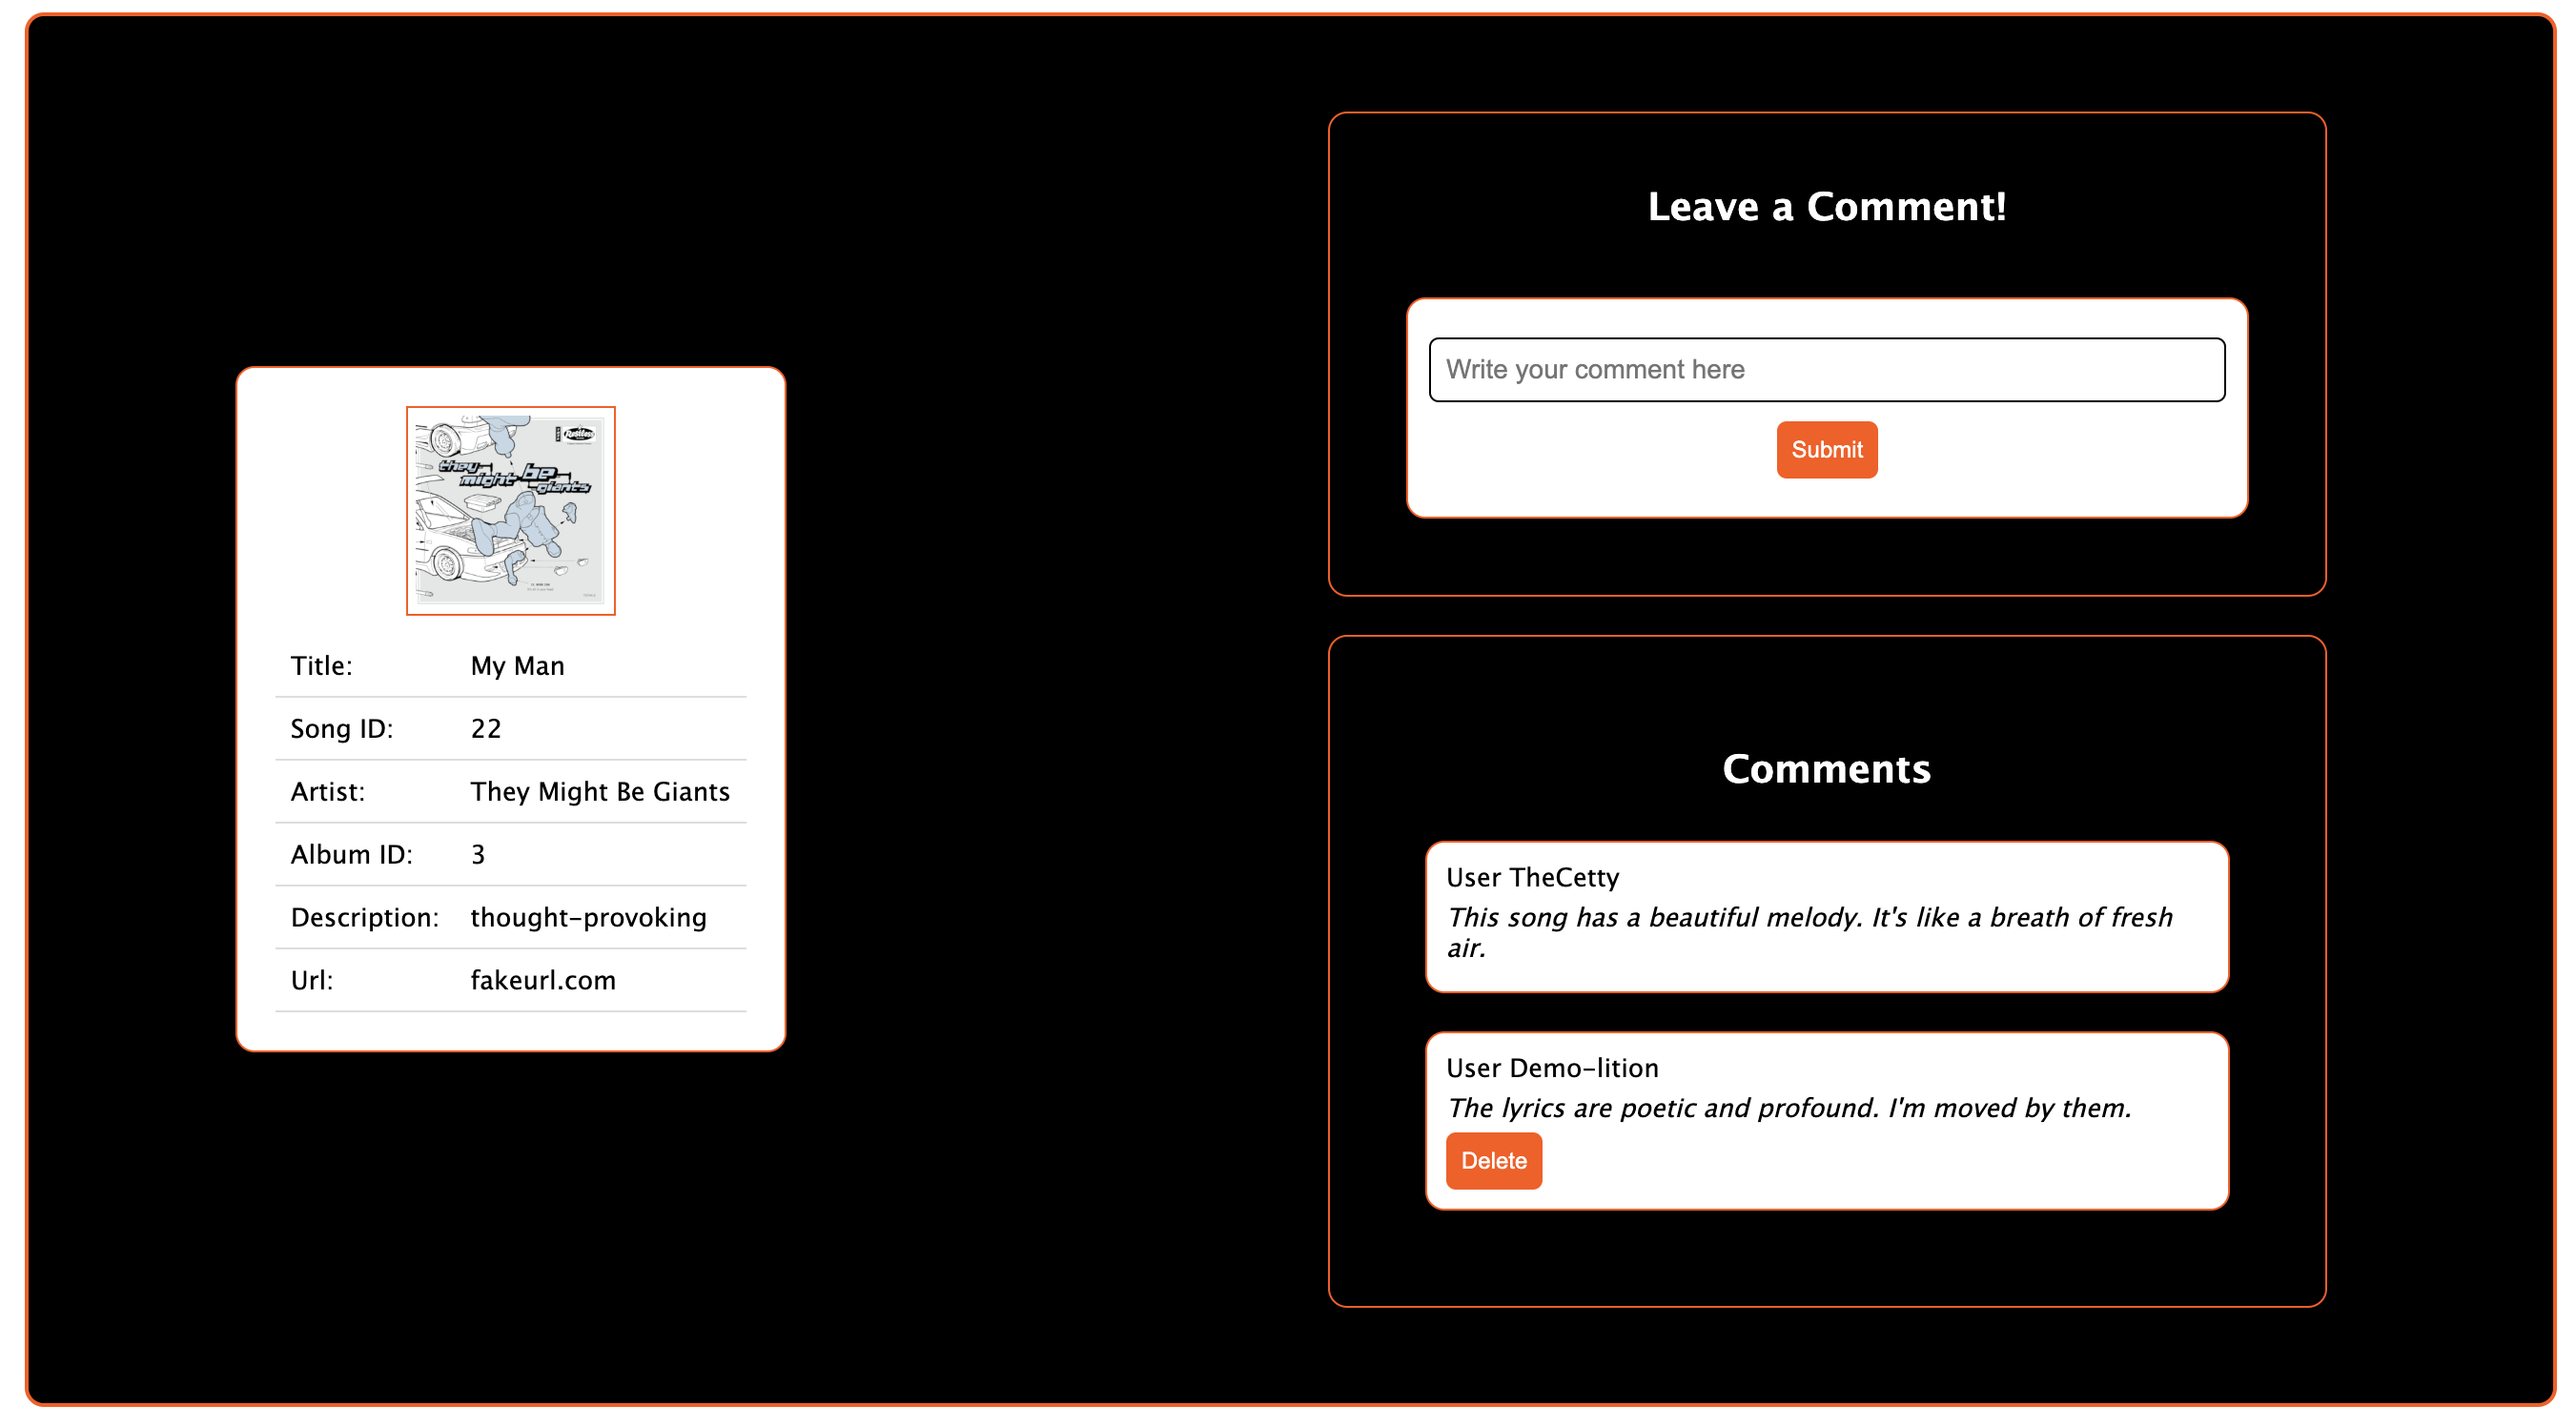 they
might be
giants
Restless
Title: My Man
Song ID: 22
Artist: They Might Be Giants
Album ID: 3
Description: thought-provoking
Url: fakeurl.com
Leave a Comment!
Write your comment here
Submit
Comments
User TheCetty
This song has a beautiful melody. It's like a breath of fresh
air.
User Demo-lition
The lyrics are poetic and profound. I'm moved by them.
Delete